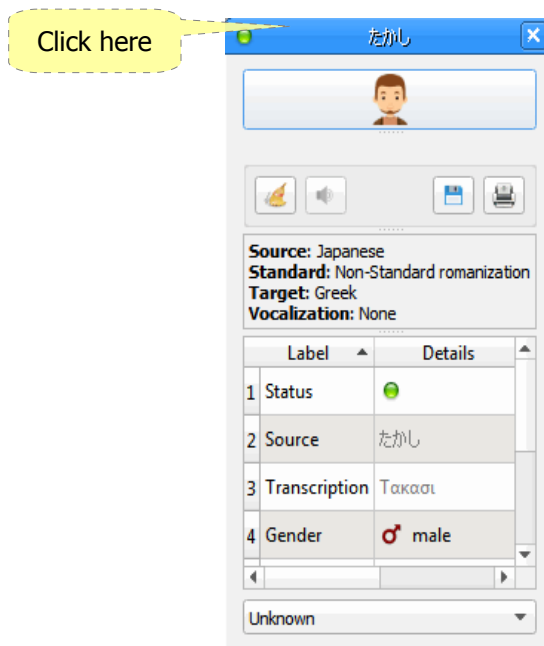 Click here
たかし
Source: Japanese
Standard: Non-Standard romanization
Target: Greek
Vocalization: None
Label Details
1 Status
2 Source たかし
3 Transcription Τακασι
4 Gender male
Unknown